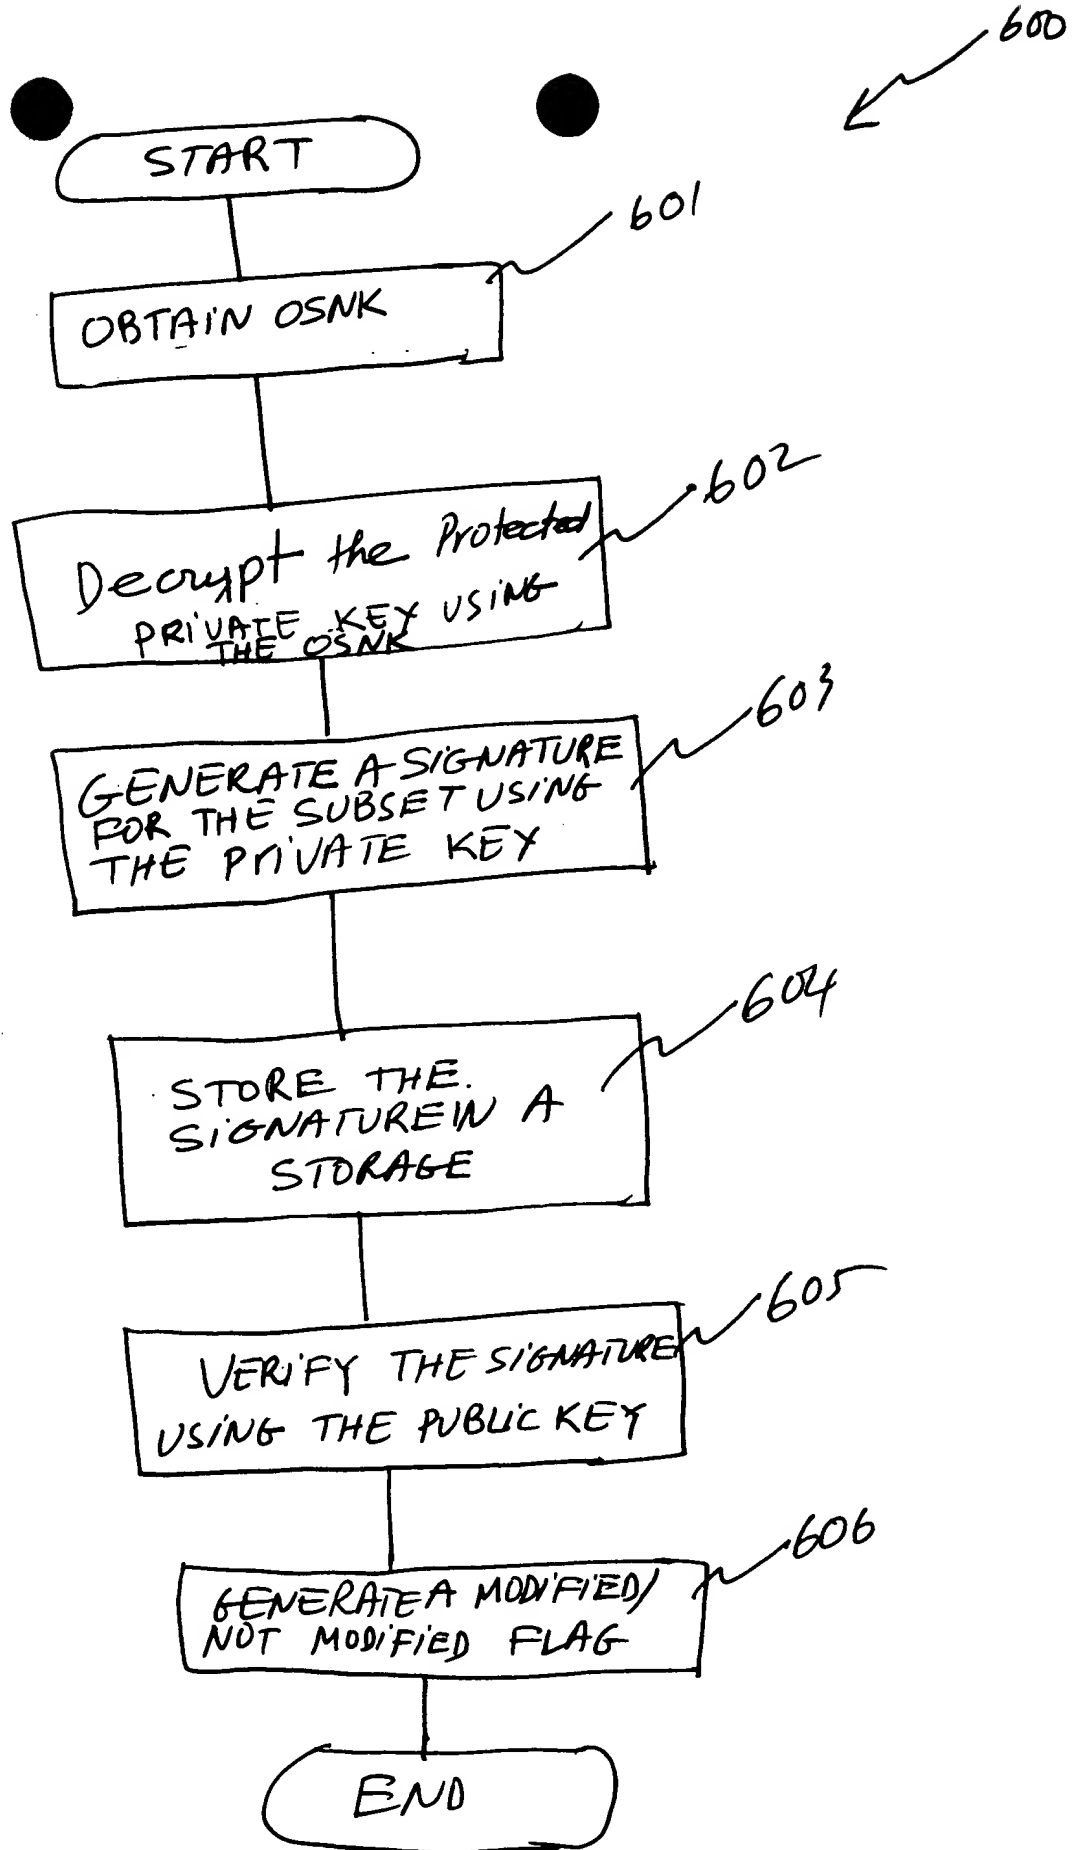 600
START
601
OBTAIN OSNK
602
Decrypt the Protected
PRIVATE KEY USING
THE OSNK
603
GENERATE A SIGNATURE
FOR THE SUBSET USING
THE PRIVATE KEY
604
STORE THE
SIGNATURE IN A
STORAGE
605
VERIFY THE SIGNATURE
USING THE PUBLIC KEY
606
GENERATE A MODIFIED/
NOT MODIFIED FLAG
END